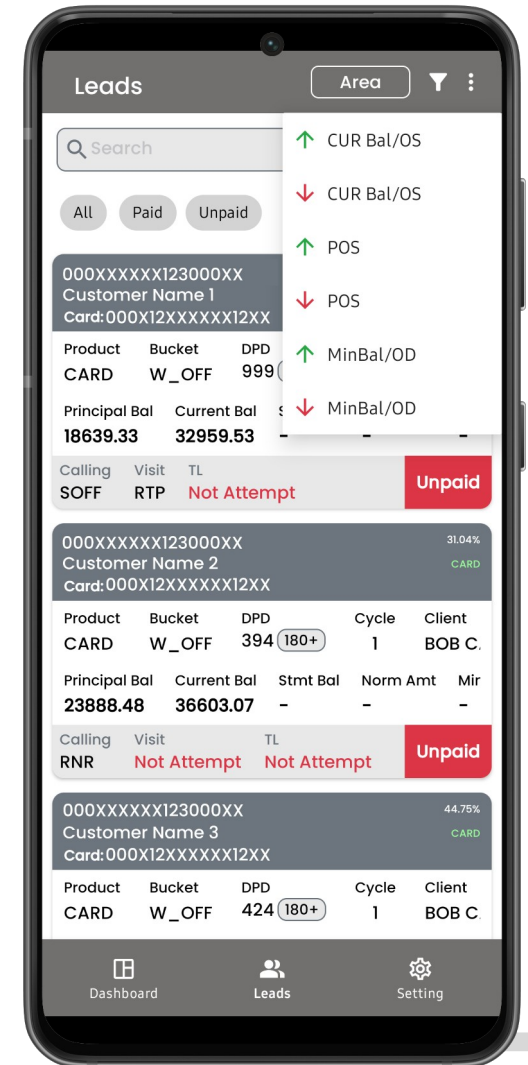 Leads
Area
Search
CUR Bal/OS
CUR Bal/OS
POS
POS
MinBal/OD
MinBal/OD
All Paid Unpaid
000XXXXXX123000XX
Customer Name 1
Card:000X12XXXXXX12XX
Product Bucket DPD
CARD W_OFF 999
Principal Bal Current Bal
18639.33 32959.53 - - -
Calling Visit TL
SOFF RTP Not Attempt
Unpaid
000XXXXXX123000XX 31.04%
Customer Name 2 CARD
Card:000X12XXXXXX12XX
Product Bucket DPD Cycle Client
CARD W_OFF 394 180+ 1 BOB C
Principal Bal Current Bal Stmt Bal Norm Amt Mir
23888.48 36603.07 - - -
Calling Visit TL
RNR Not Attempt Not Attempt
Unpaid
000XXXXXX123000XX 44.75%
Customer Name 3 CARD
Card:000X12XXXXXX12XX
Product Bucket DPD Cycle Client
CARD W_OFF 424 180+ 1 BOB C
Dashboard Leads Setting